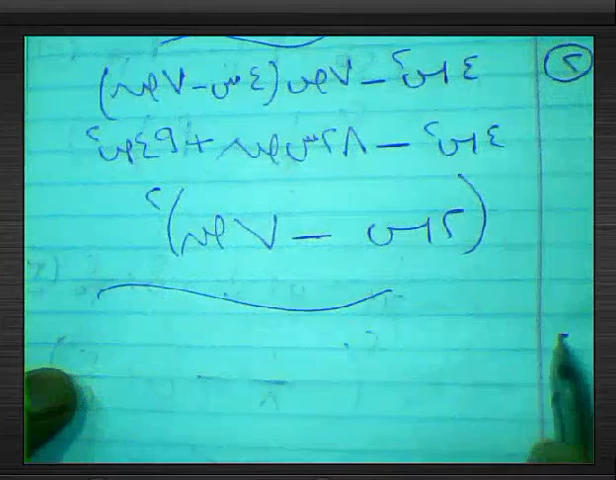 ٢
٤س٢ – ٧ص(٤س – ٧ص)
٤س٢ – ٢٨س ص + ٤٩ص٢
(٢س – ٧ص)٢